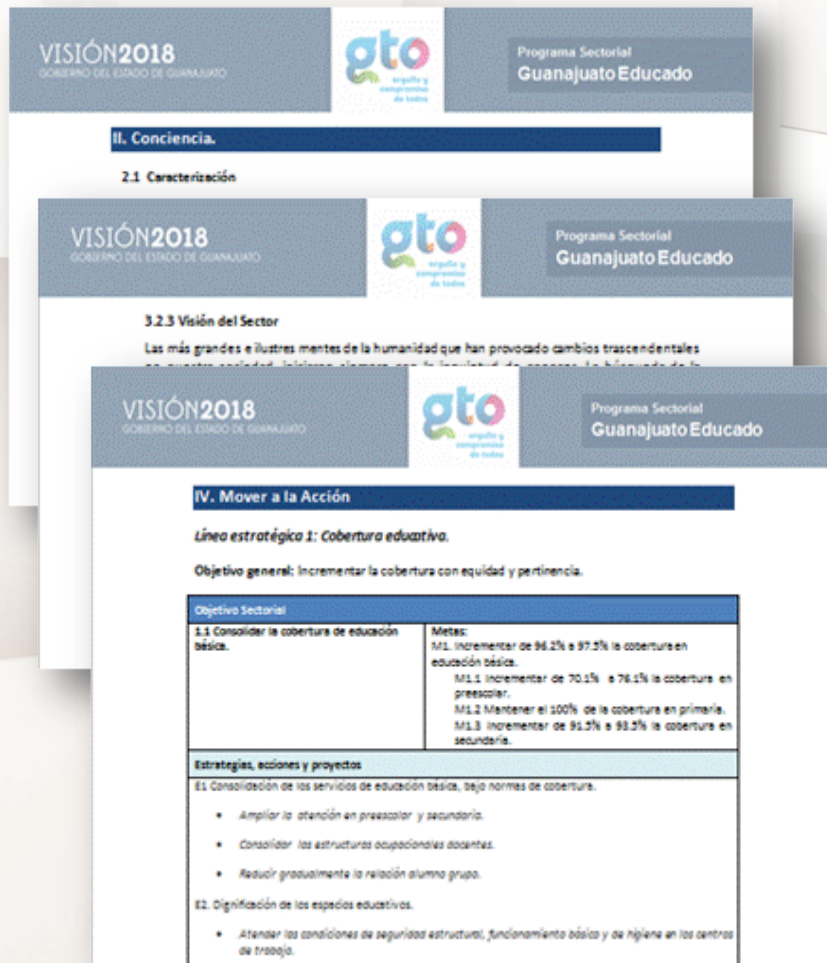 VISIÓN2018
GOBIERNO DEL ESTADO DE GUANAJUATO
gto
orgullo y
compromiso
de todos
Programa Sectorial
Guanajuato Educado
II. Conciencia.
2.1 Caracterización
VISIÓN2018
GOBIERNO DEL ESTADO DE GUANAJUATO
gto
orgullo y
compromiso
de todos
Programa Sectorial
Guanajuato Educado
3.2.3 Visión del Sector
Las más grandes e ilustres mentes de la humanidad que han provocado cambios trascendentales
VISIÓN2018
GOBIERNO DEL ESTADO DE GUANAJUATO
gto
orgullo y
compromiso
de todos
Programa Sectorial
Guanajuato Educado
IV. Mover a la Acción
Línea estratégica 1: Cobertura educativa.
Objetivo general: Incrementar la cobertura con equidad y pertinencia.
Objetivo Sectorial
1.1 Consolidar la cobertura de educación
básica.
Metas:
M1. Incrementar de 96.2% a 97.5% la cobertura en
educación básica.
M1.1 Incrementar de 70.1% a 76.1% la cobertura en
preescolar.
M1.2 Mantener el 100% de la cobertura en primaria.
M1.3 Incrementar de 91.5% a 93.5% la cobertura en
secundaria.
Estrategias, acciones y proyectos
E1 Consolidación de los servicios de educación básica, bajo normas de cobertura.
• Ampliar la atención en preescolar y secundaria.
• Consolidar las estructuras ocupacionales docentes.
• Reducir gradualmente la relación alumno grupo.
E2. Dignificación de los espacios educativos.
• Atender las condiciones de seguridad estructural, funcionamiento básico y de higiene en los centros
de trabajo.